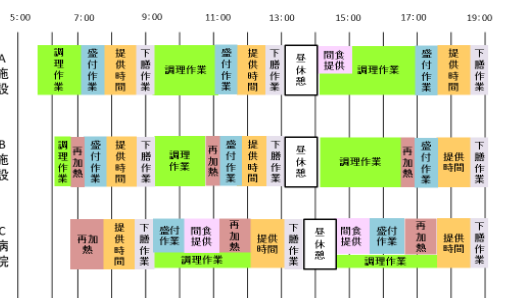 5:00 7:00 9:00 11:00 13:00 15:00 17:00 19:00
A施設
調理作業 盛付作業 提供時間 下膳作業 調理作業 盛付作業 提供時間 下膳作業 昼休憩 間食提供 調理作業 盛付作業 提供時間 下膳作業
B施設
調理作業 再加熱 盛付作業 提供時間 下膳作業 調理作業 再加熱 盛付作業 提供時間 下膳作業 昼休憩 調理作業 再加熱 盛付作業 提供時間 下膳作業
C病院
再加熱 提供時間 下膳作業 盛付作業 間食提供 再加熱 提供時間 下膳作業 昼休憩 間食提供 盛付作業 再加熱 提供時間 下膳作業
調理作業 調理作業